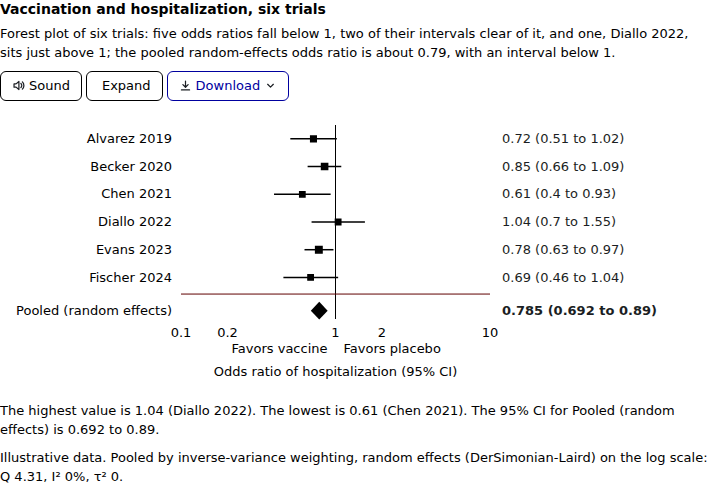 Vaccination and hospitalization, six trials
Forest plot of six trials: five odds ratios fall below 1, two of their intervals clear of it, and one, Diallo 2022,
sits just above 1; the pooled random-effects odds ratio is about 0.79, with an interval below 1.
Sound Expand Download
Alvarez 2019 0.72 (0.51 to 1.02)
Becker 2020 0.85 (0.66 to 1.09)
Chen 2021 0.61 (0.4 to 0.93)
Diallo 2022 1.04 (0.7 to 1.55)
Evans 2023 0.78 (0.63 to 0.97)
Fischer 2024 0.69 (0.46 to 1.04)
Pooled (random effects) 0.785 (0.692 to 0.89)
0.1 0.2 1 2 10
Favors vaccine Favors placebo
Odds ratio of hospitalization (95% CI)
The highest value is 1.04 (Diallo 2022). The lowest is 0.61 (Chen 2021). The 95% CI for Pooled (random
effects) is 0.692 to 0.89.
Illustrative data. Pooled by inverse-variance weighting, random effects (DerSimonian-Laird) on the log scale:
Q 4.31, I² 0%, τ² 0.